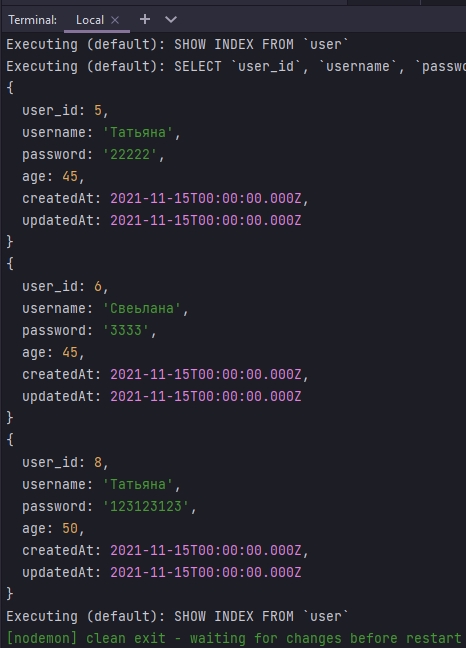 Terminal: Local
Executing (default): SHOW INDEX FROM `user`
Executing (default): SELECT `user_id`, `username`, `passwo
{
  user_id: 5,
  username: 'Татьяна',
  password: '22222',
  age: 45,
  createdAt: 2021-11-15T00:00:00.000Z,
  updatedAt: 2021-11-15T00:00:00.000Z
}
{
  user_id: 6,
  username: 'Свеьлана',
  password: '3333',
  age: 45,
  createdAt: 2021-11-15T00:00:00.000Z,
  updatedAt: 2021-11-15T00:00:00.000Z
}
{
  user_id: 8,
  username: 'Татьяна',
  password: '123123123',
  age: 50,
  createdAt: 2021-11-15T00:00:00.000Z,
  updatedAt: 2021-11-15T00:00:00.000Z
}
Executing (default): SHOW INDEX FROM `user`
[nodemon] clean exit - waiting for changes before restart